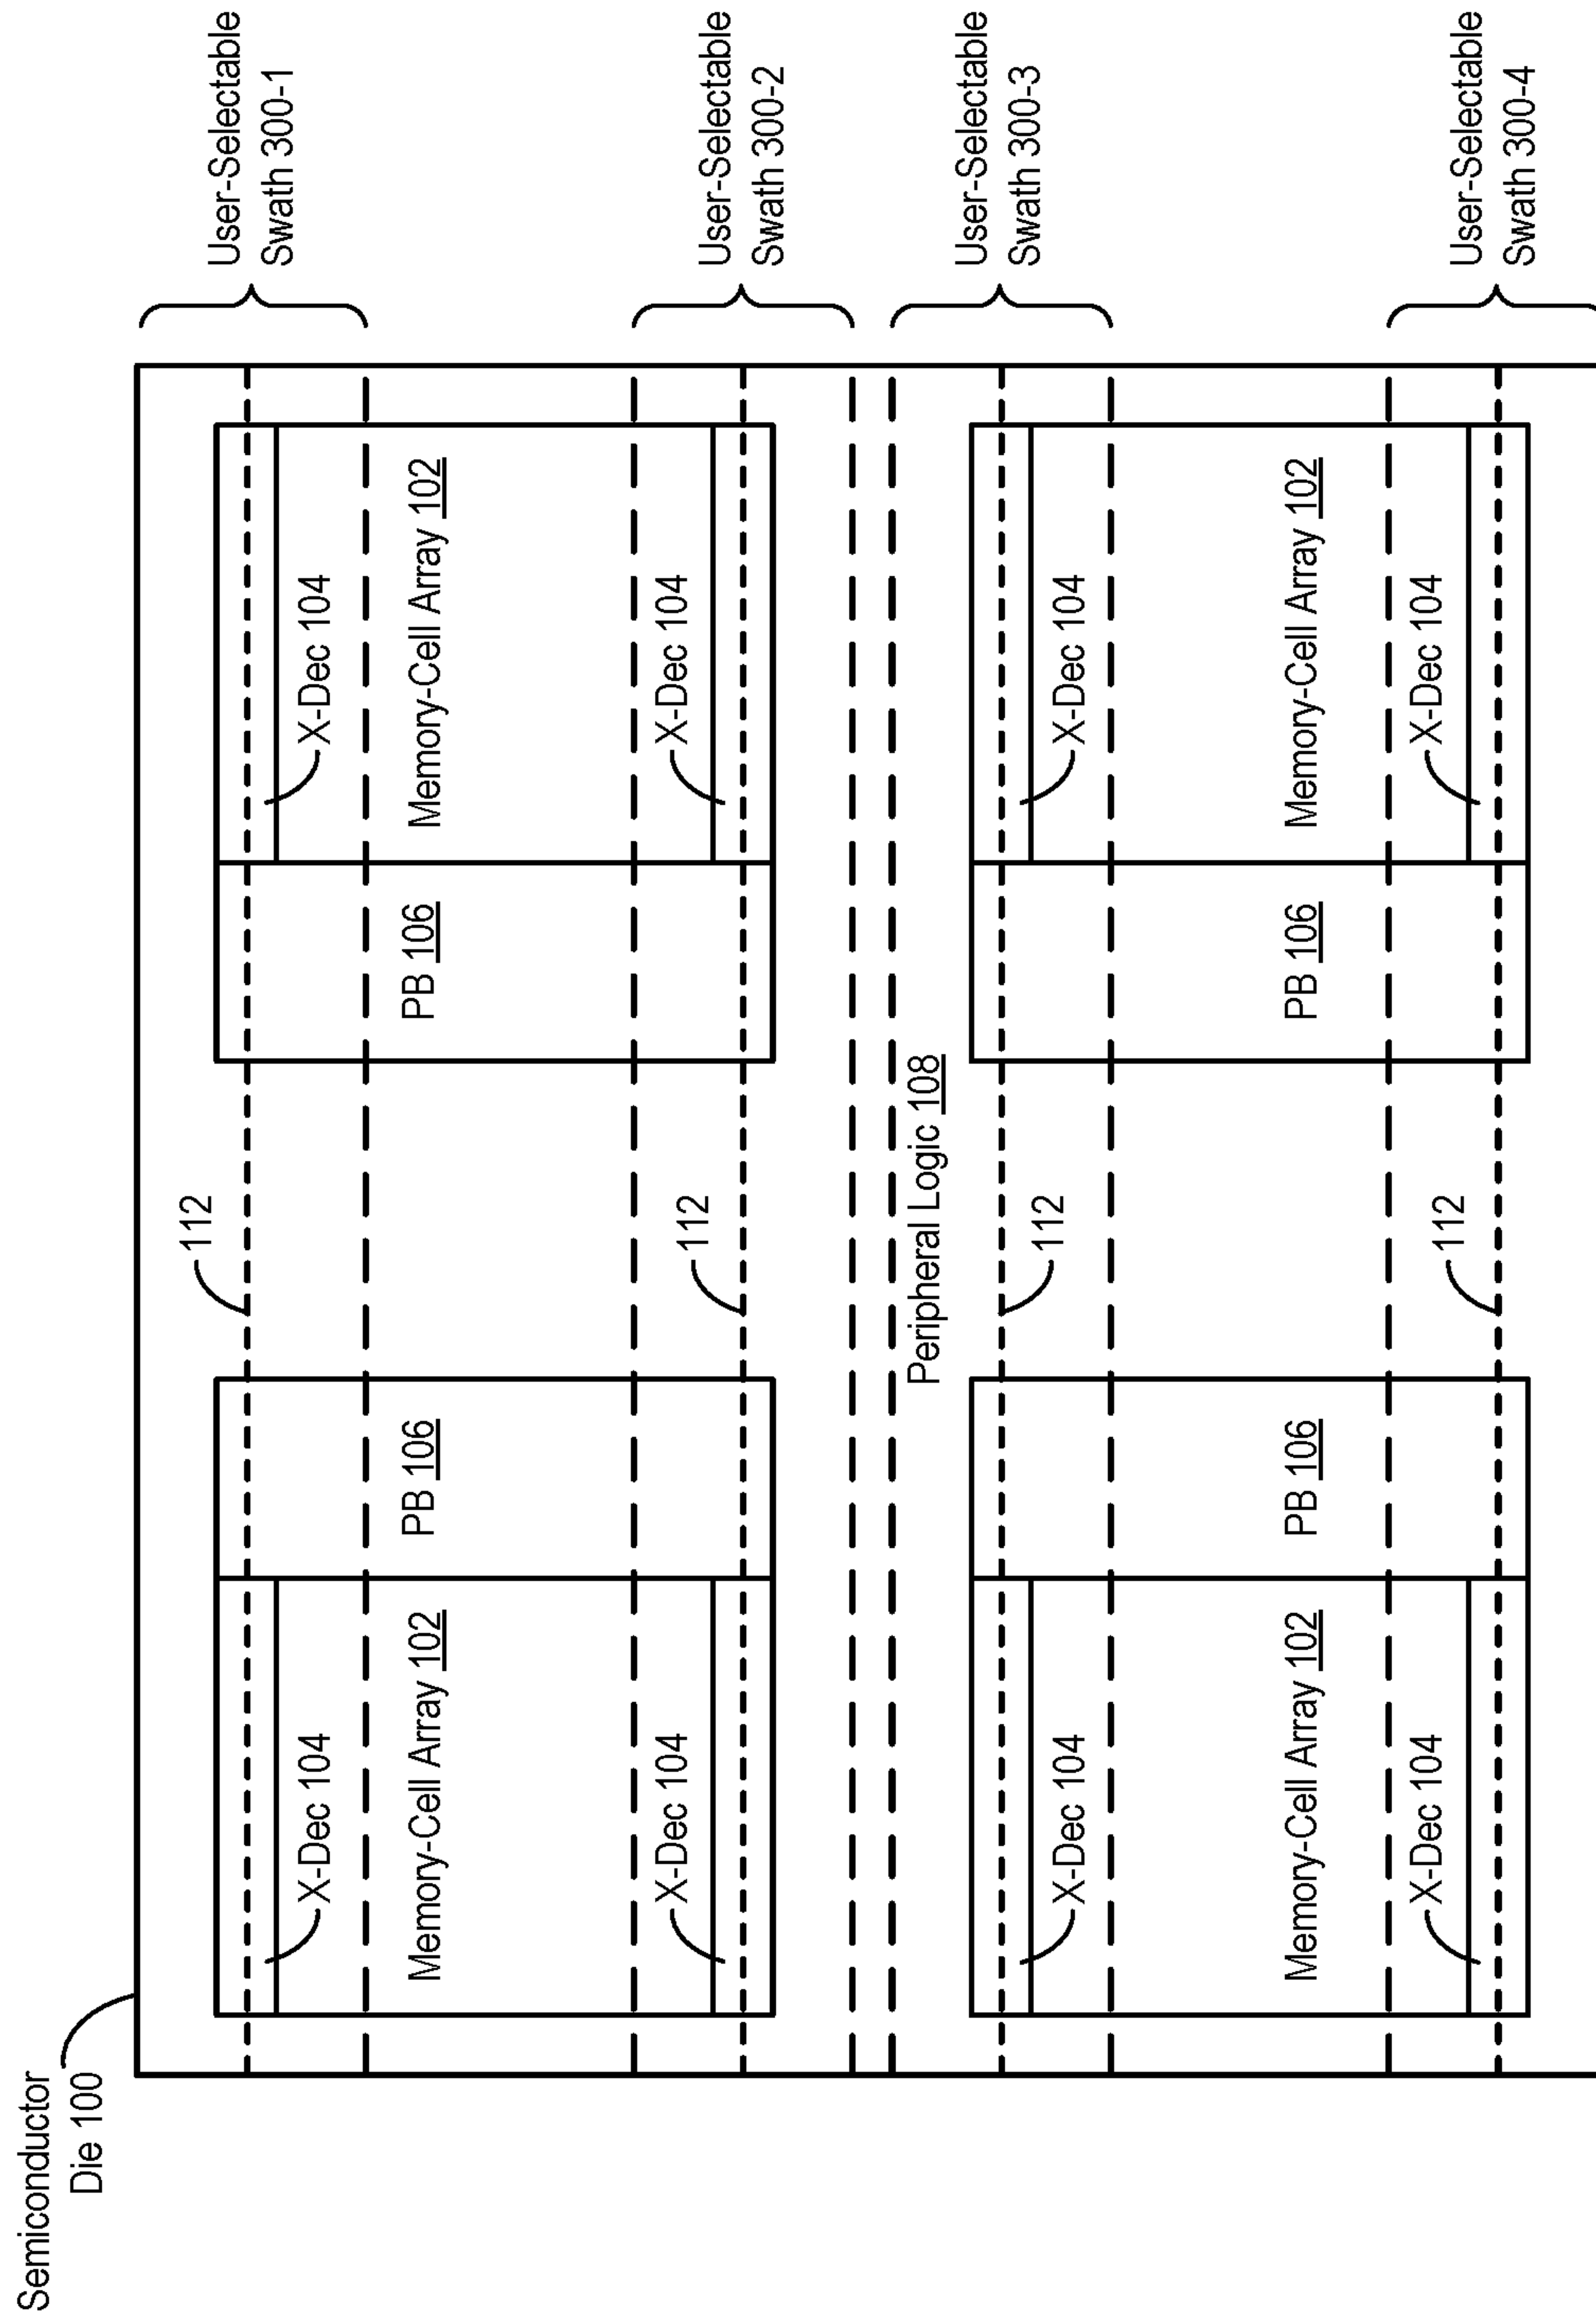 Semiconductor
Die 100
112
User-Selectable
Swath 300-1
X-Dec 104
X-Dec 104
Memory-Cell Array 102
PB 106
PB 106
Memory-Cell Array 102
X-Dec 104
112
X-Dec 104
User-Selectable
Swath 300-2
Peripheral Logic 108
User-Selectable
Swath 300-3
X-Dec 104
112
X-Dec 104
Memory-Cell Array 102
PB 106
PB 106
Memory-Cell Array 102
X-Dec 104
112
X-Dec 104
User-Selectable
Swath 300-4